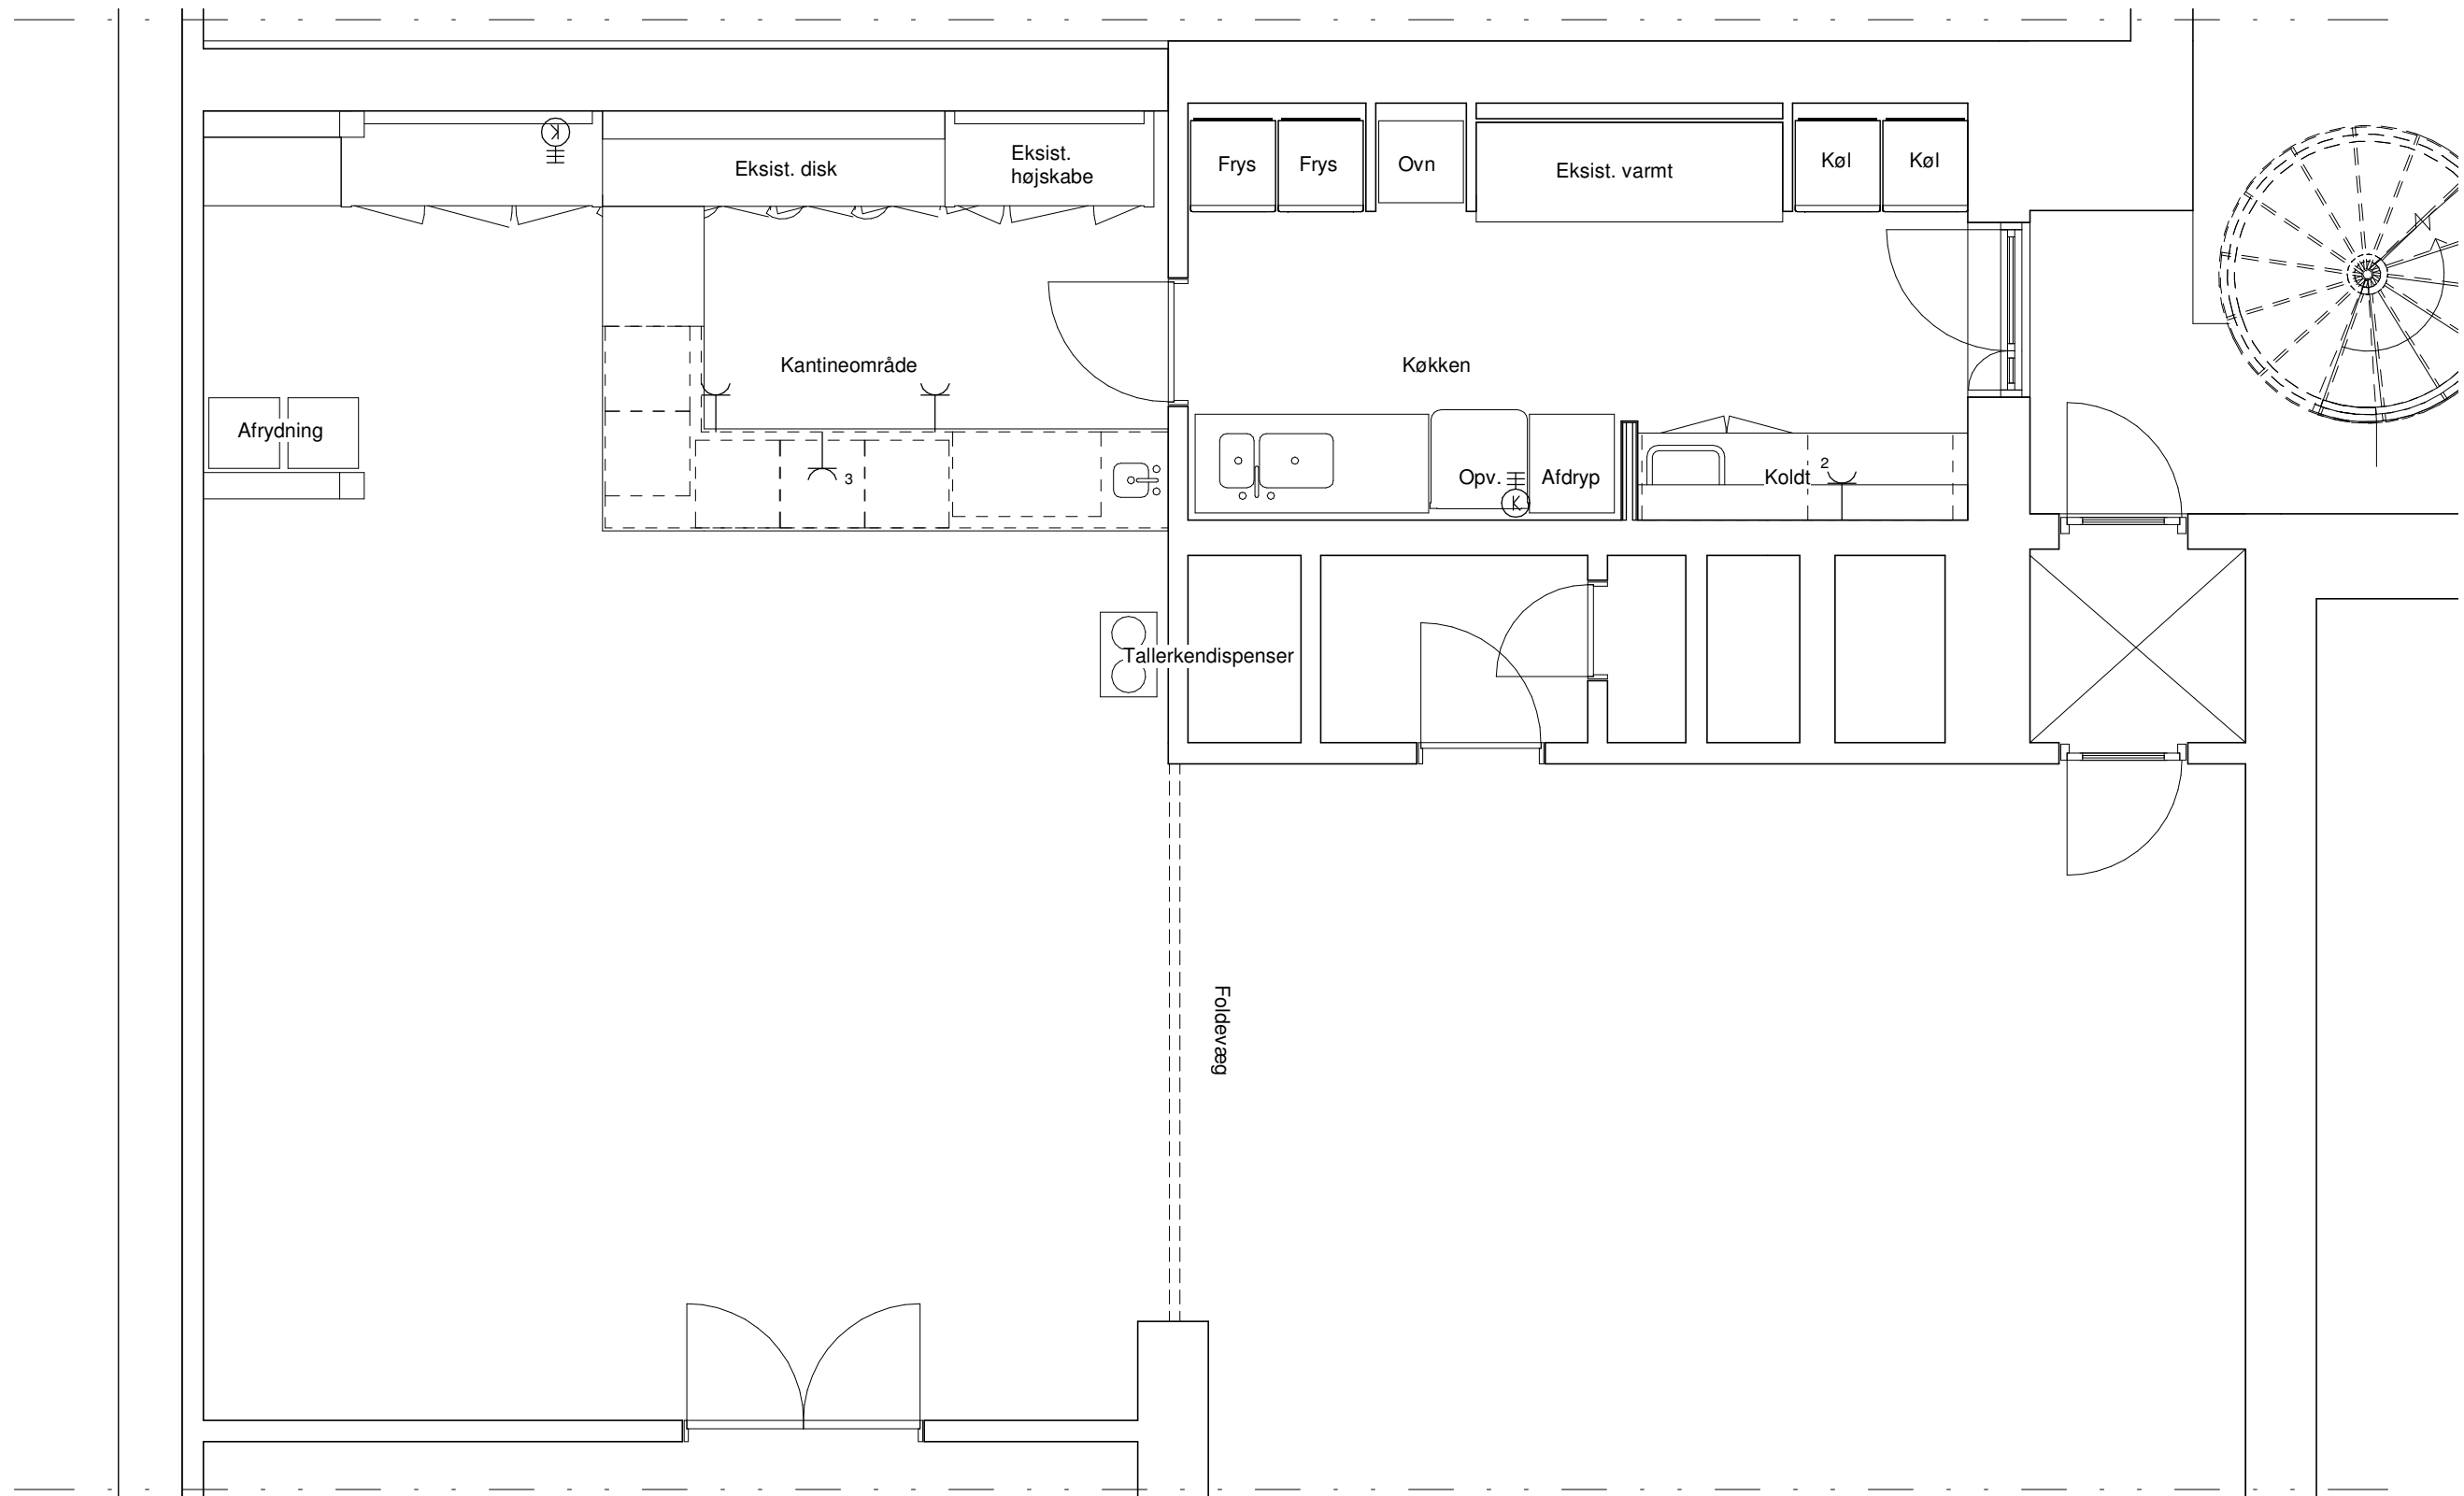 Eksist. disk
Eksist.
højskabe
Frys
Frys
Ovn
Eksist. varmt
Køl
Køl
K
Kantineområde
Køkken
Afrydning
3
Opv.
K
Afdryp
Koldt
2
Tallerkendispenser
Foldevæg